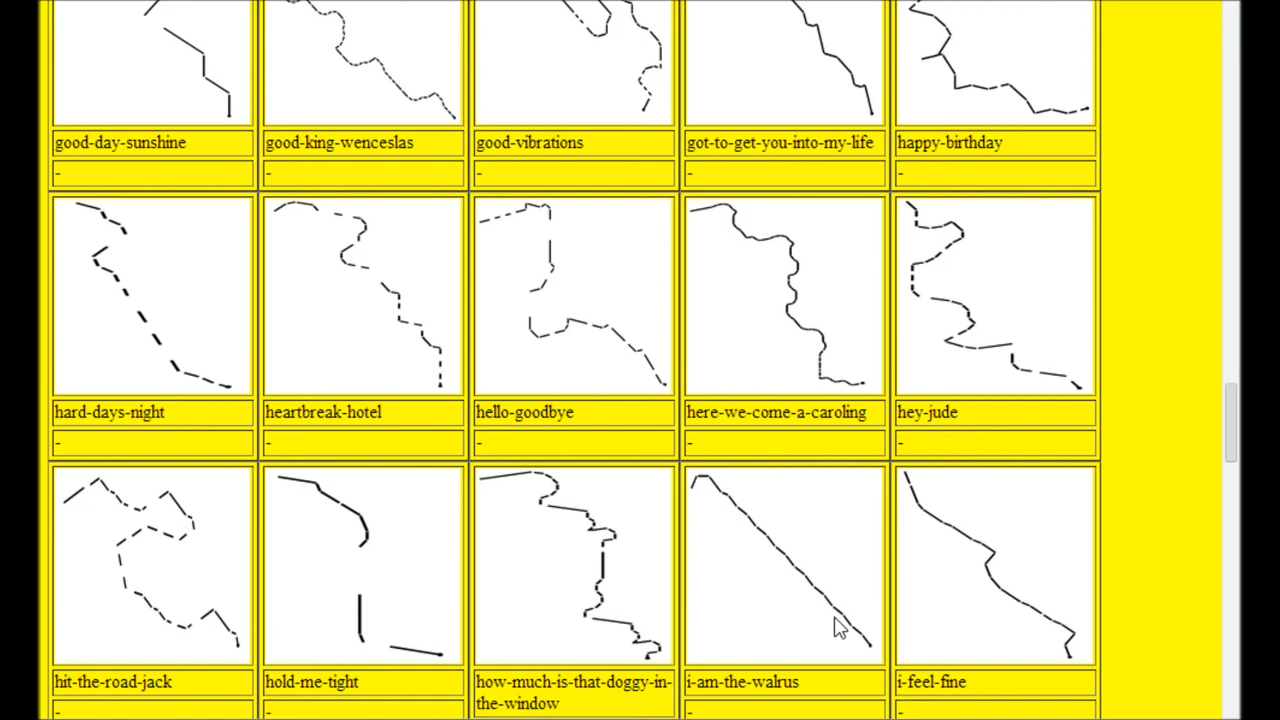 good-day-sunshine
good-king-wenceslas
good-vibrations
got-to-get-you-into-my-life
happy-birthday
-
-
-
-
-
hard-days-night
heartbreak-hotel
hello-goodbye
here-we-come-a-caroling
hey-jude
-
-
-
-
-
hit-the-road-jack
hold-me-tight
how-much-is-that-doggy-in-
the-window
i-am-the-walrus
i-feel-fine
-
-
-
-